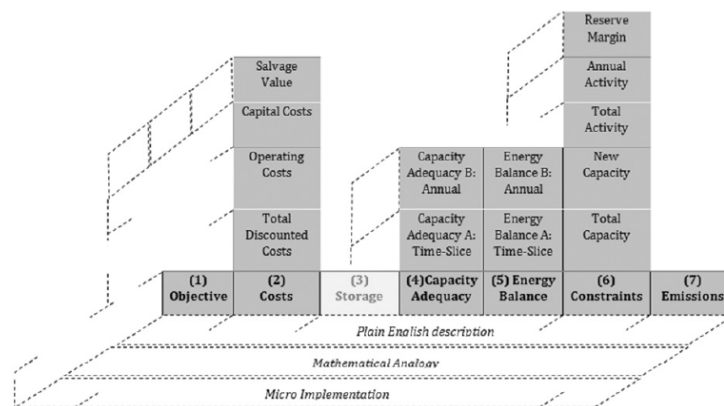 Reserve
Margin
Salvage
Value
Annual
Activity
Capital Costs
Total
Activity
Operating
Costs
Capacity
Adequacy B:
Annual
Energy
Balance B:
Annual
New
Capacity
Total
Discounted
Costs
Capacity
Adequacy A:
Time-Slice
Energy
Balance A:
Time-Slice
Total
Capacity
(1)
Objective
(2)
Costs
(3)
Storage
(4)Capacity
Adequacy
(5) Energy
Balance
(6)
Constraints
(7)
Emissions
Plain English description
Mathematical Analogy
Micro Implementation